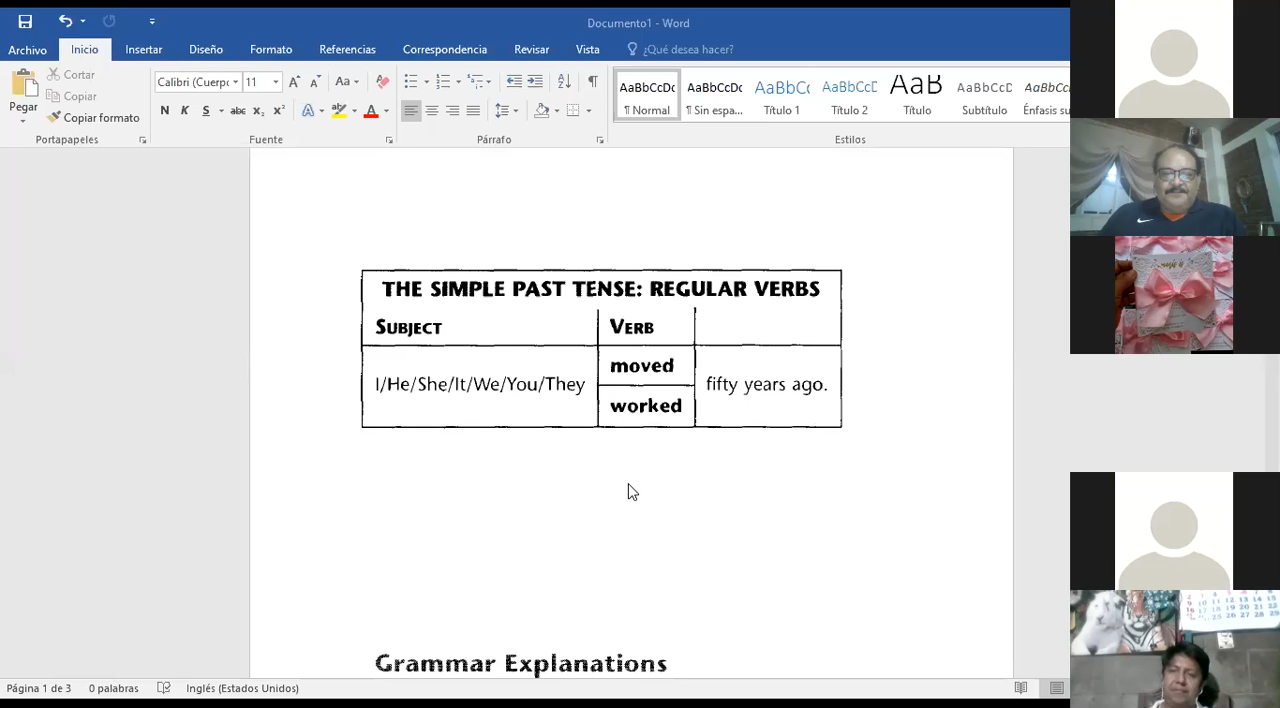 Documento1 - Word
Archivo Inicio Insertar Diseño Formato Referencias Correspondencia Revisar Vista ¿Qué desea hacer?
Pegar
Cortar
Copiar
Copiar formato
Portapapeles
Calibri (Cuerpo 11
Aa
N K S abc x₂ x²
Fuente
Párrafo
AaBbCcDc AaBbCcDc AaBbCc AaBbCcD AaB AaBbCcD
¶ Normal ¶ Sin espa... Título 1 Título 2 Título Subtítulo Énfasis su
Estilos
THE SIMPLE PAST TENSE: REGULAR VERBS
SUBJECT VERB
I/He/She/It/We/You/They
moved
worked
fifty years ago.
Grammar Explanations
Página 1 de 3 0 palabras Inglés (Estados Unidos)